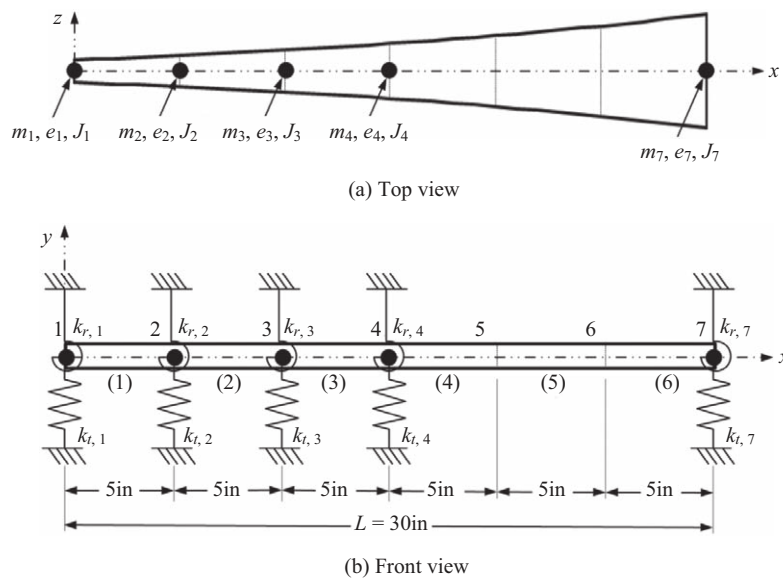 z
x
m1, e1, J1 m2, e2, J2 m3, e3, J3 m4, e4, J4 m7, e7, J7
(a) Top view
y
1 kr, 1 2 kr, 2 3 kr, 3 4 kr, 4 5 6 7 kr, 7
x
(1) (2) (3) (4) (5) (6)
kt, 1 kt, 2 kt, 3 kt, 4 kt, 7
5in 5in 5in 5in 5in 5in
L = 30in
(b) Front view